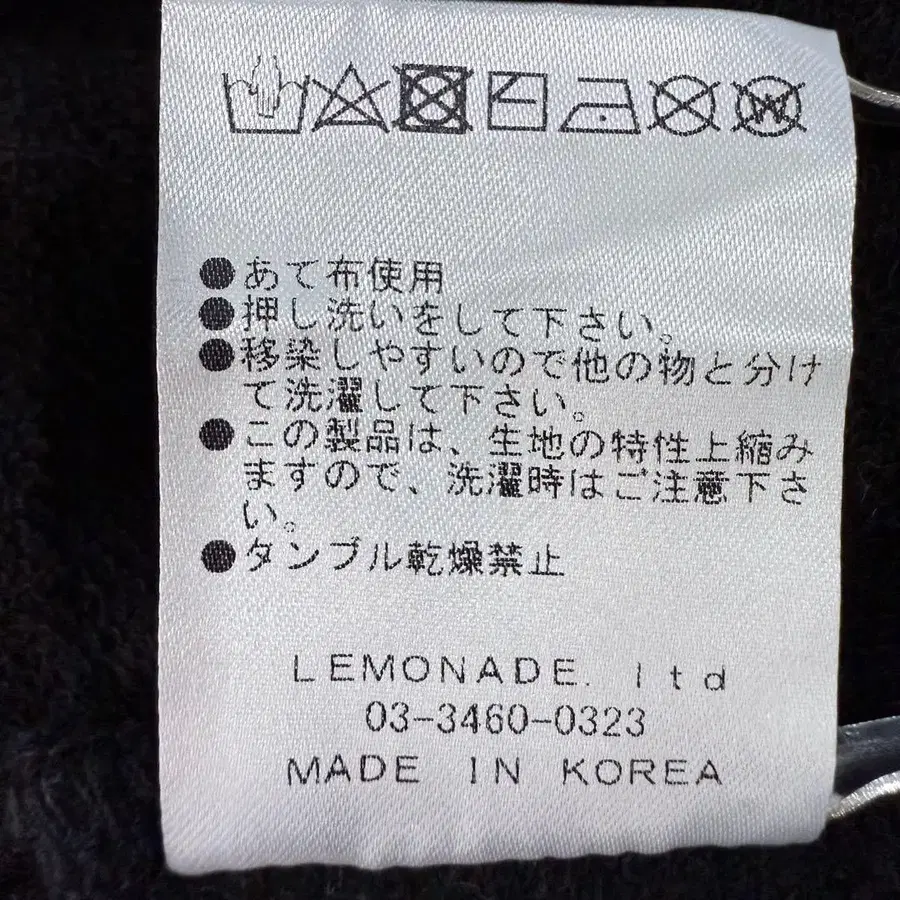 ●あて布使用
●押し洗いをして下さい。
●移染しやすいので他の物と分け
て洗濯して下さい。
●この製品は、生地の特性上縮み
ますので、洗濯時はご注意下さ
い。
●タンブル乾燥禁止
LEMONADE. ltd
03-3460-0323
MADE IN KOREA